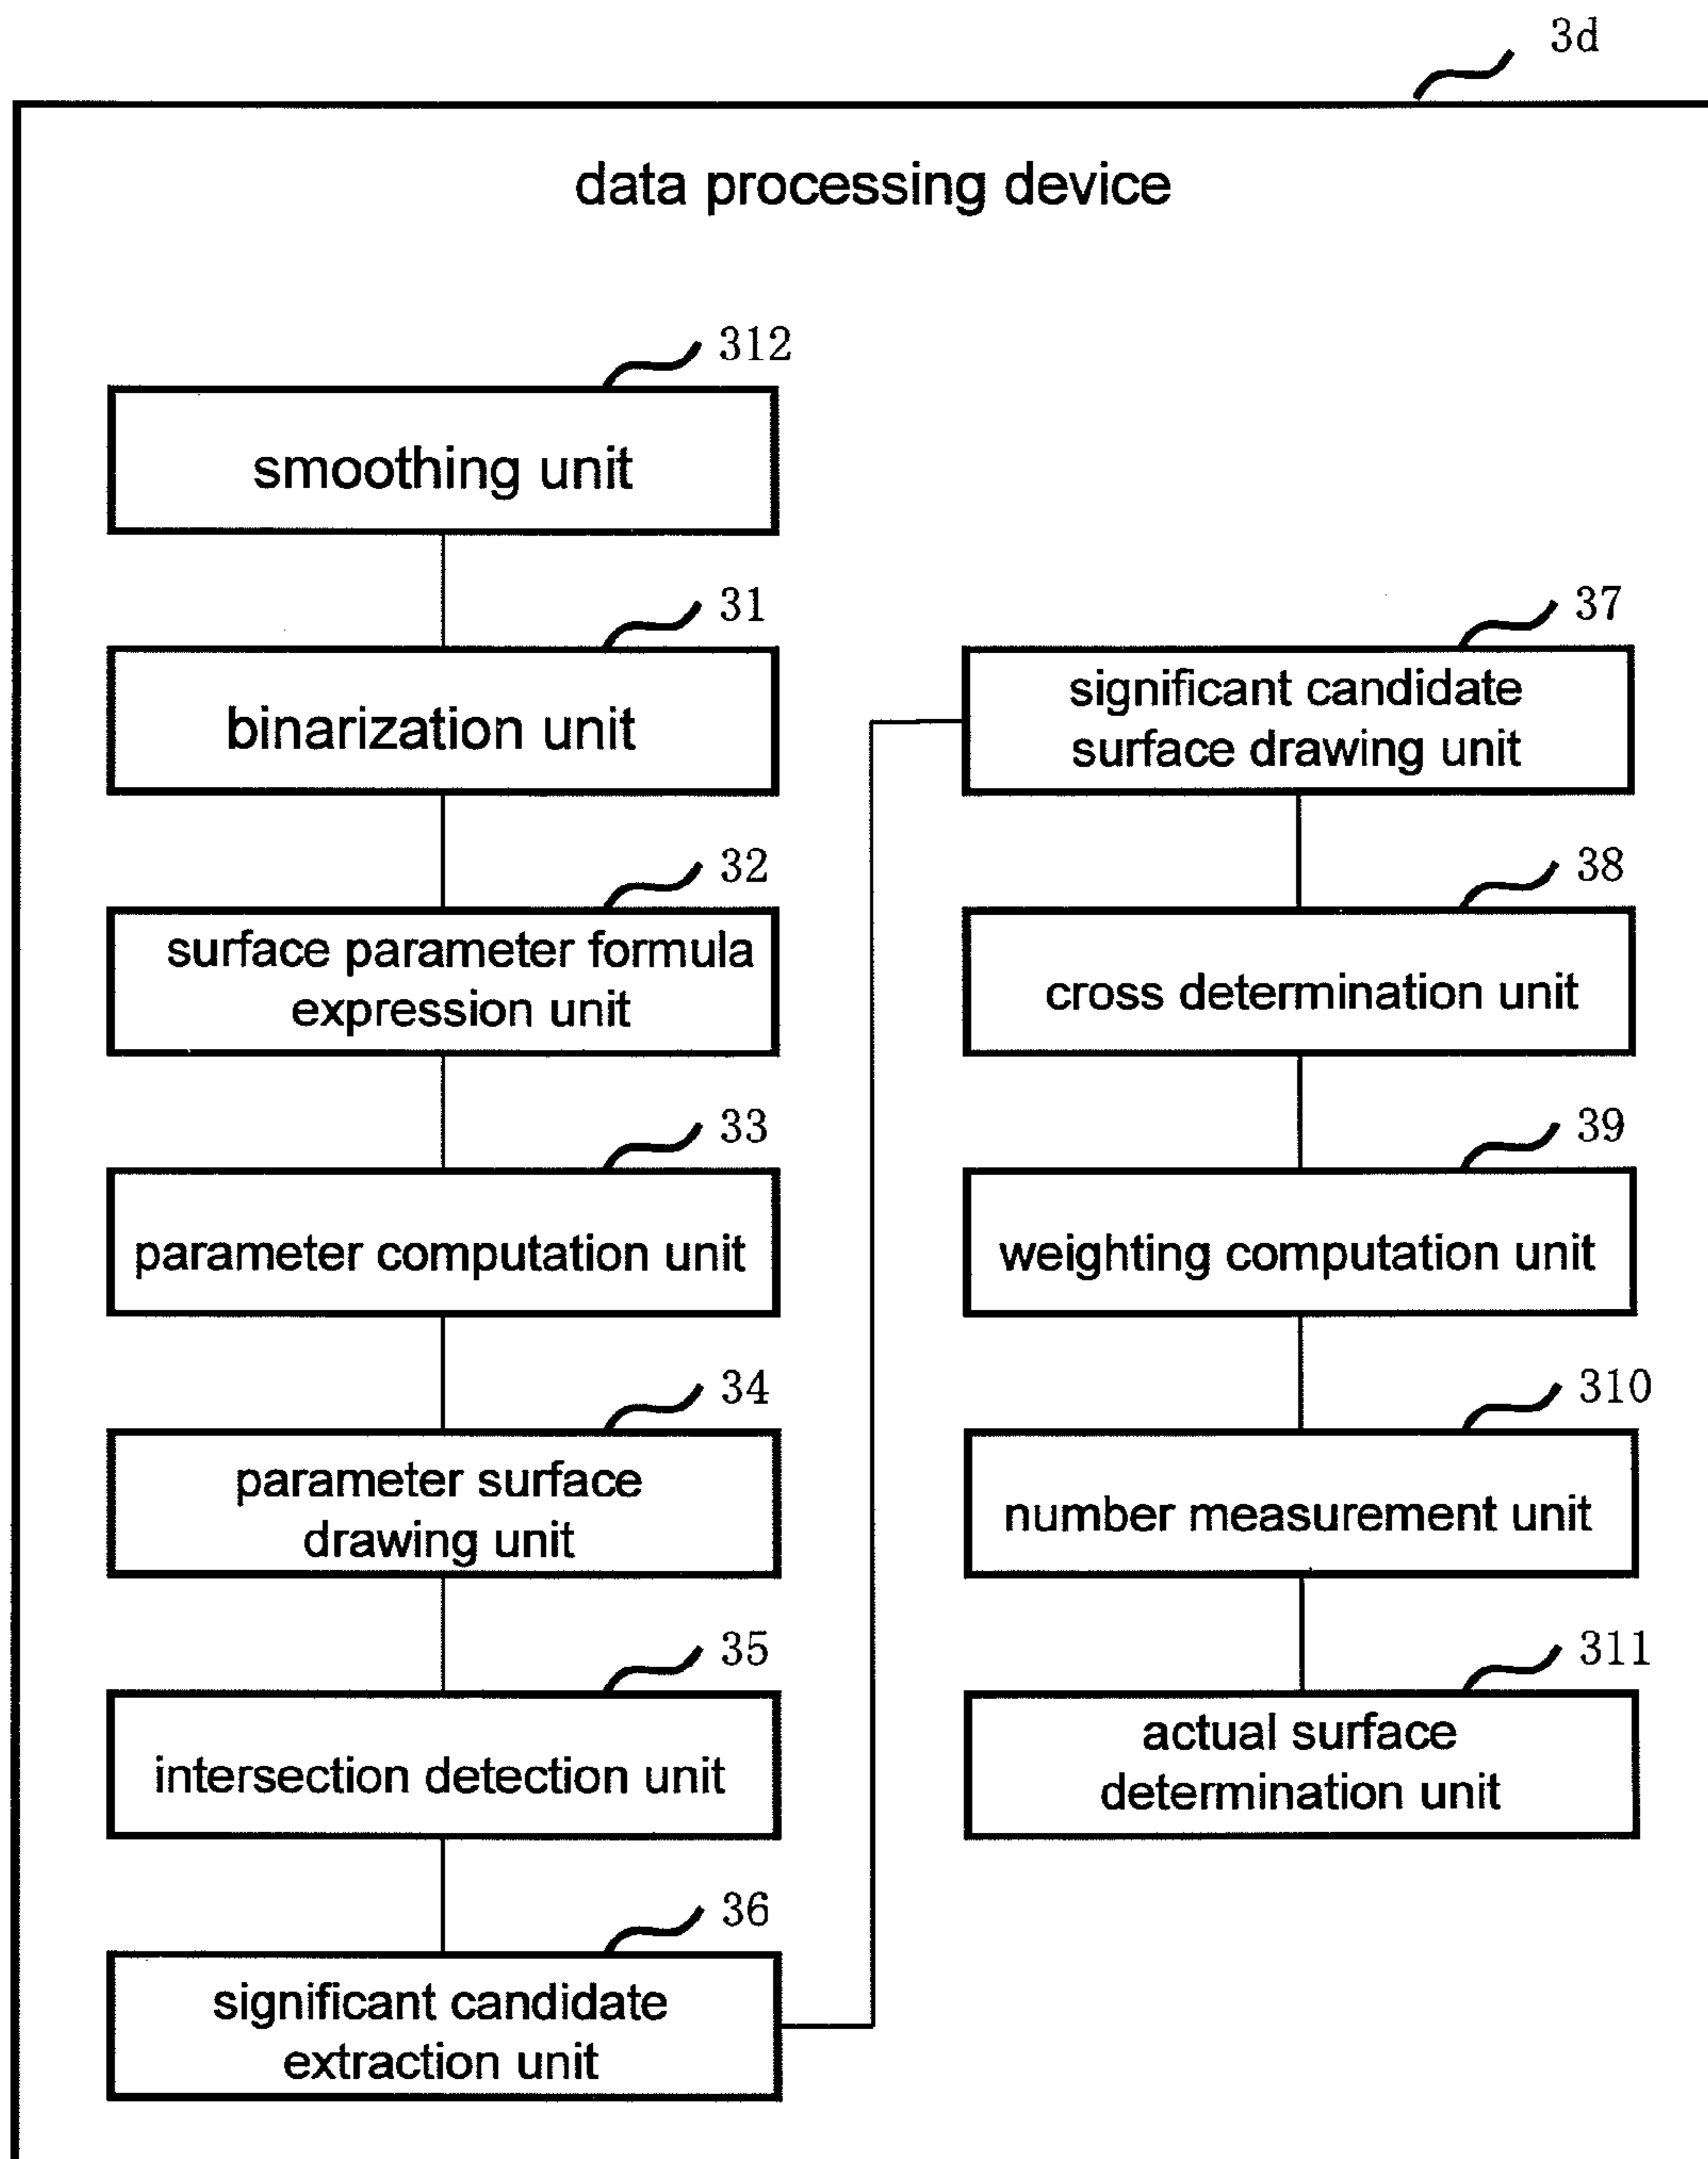 3d
data processing device
312
smoothing unit
31
binarization unit
32
surface parameter formula
expression unit
33
parameter computation unit
34
parameter surface
drawing unit
35
intersection detection unit
36
significant candidate
extraction unit
37
significant candidate
surface drawing unit
38
cross determination unit
39
weighting computation unit
310
number measurement unit
311
actual surface
determination unit